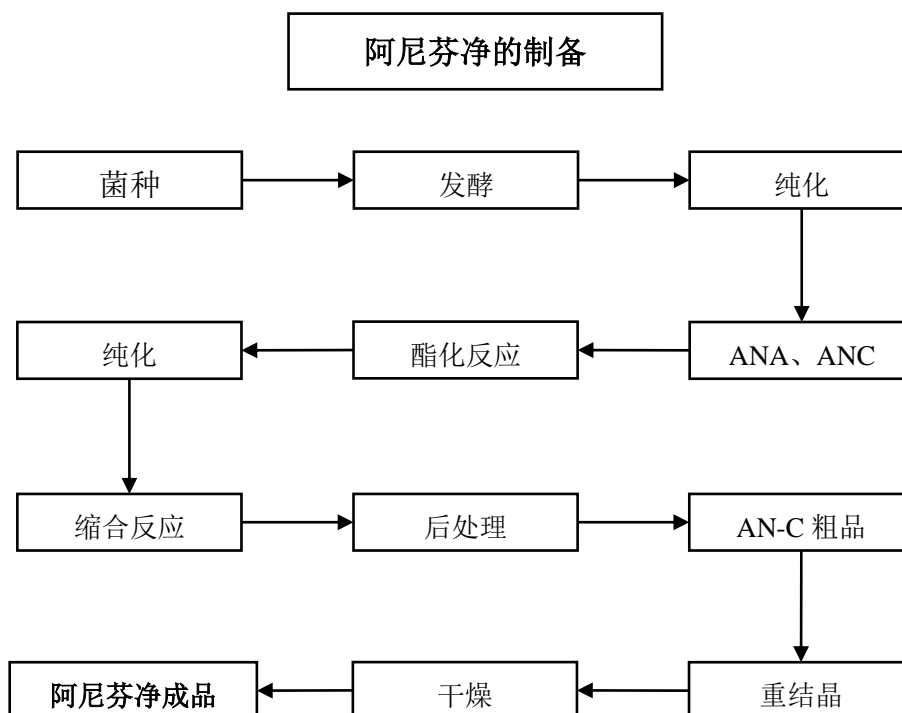 阿尼芬净的制备
菌种
发酵
纯化
ANA、ANC
酯化反应
纯化
缩合反应
后处理
AN-C 粗品
重结晶
干燥
阿尼芬净成品